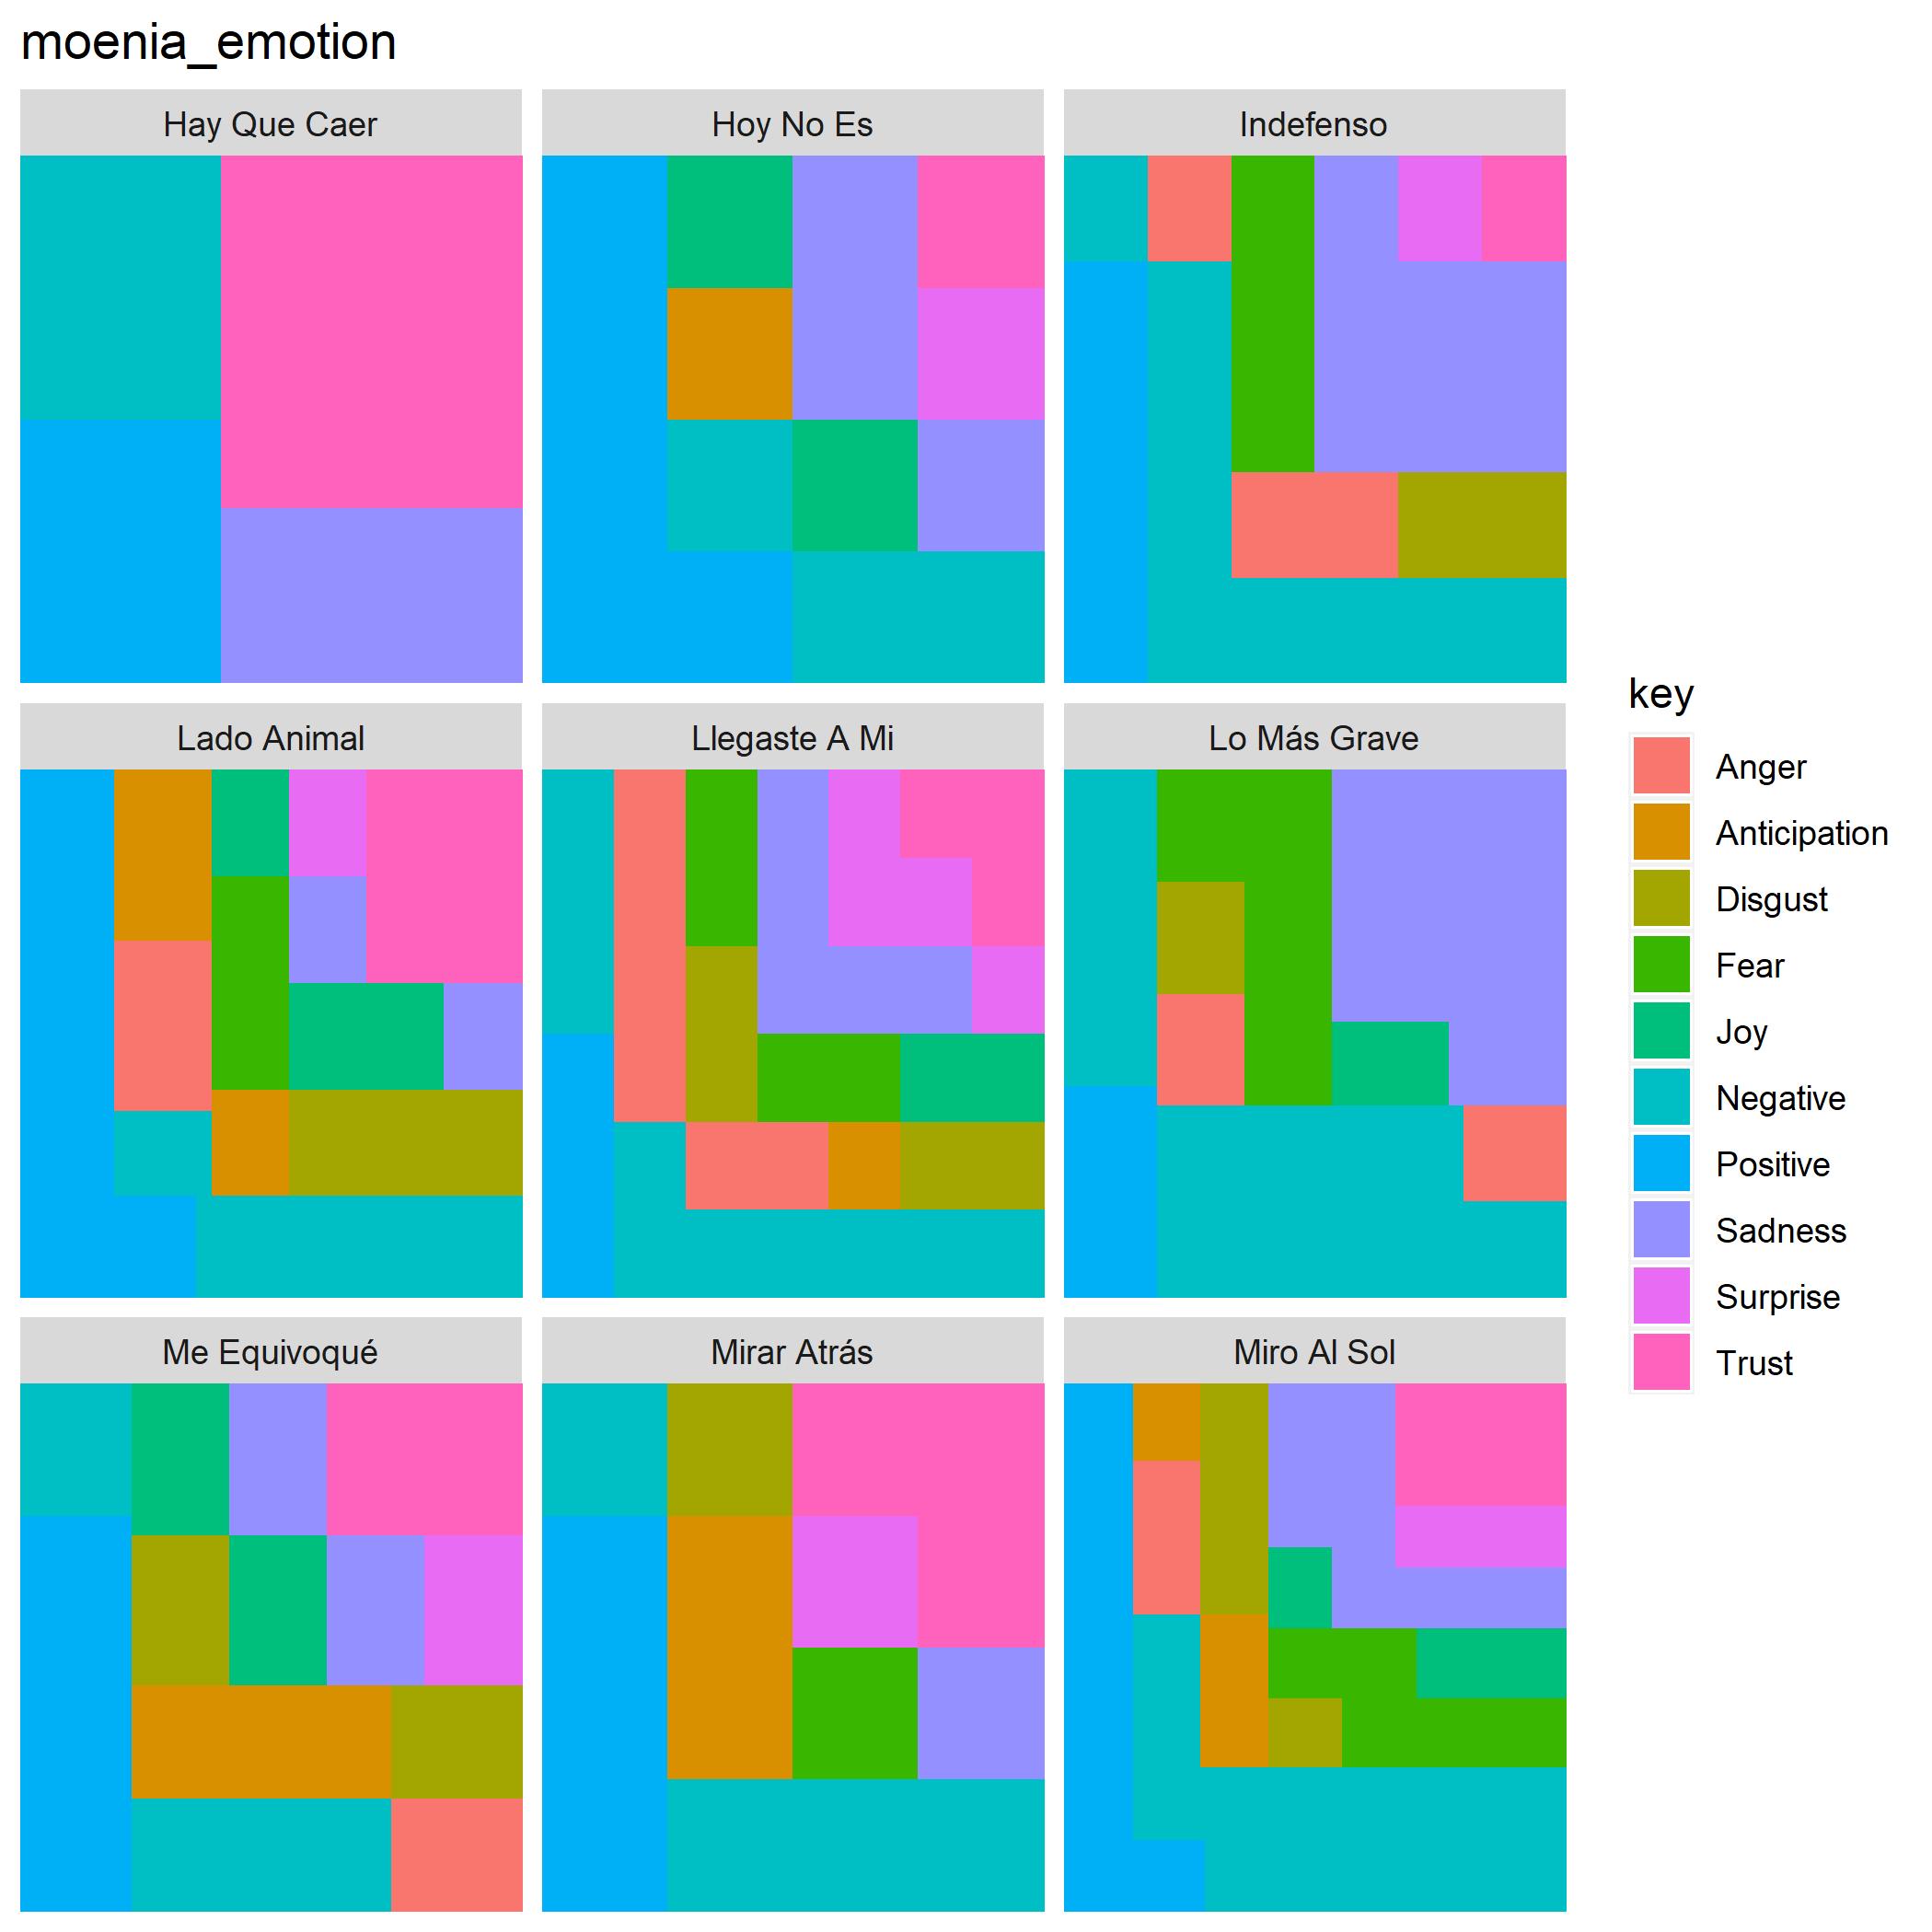 moenia_emotion
Hay Que Caer
Hoy No Es
Indefenso
Lado Animal
Llegaste A Mi
Lo Más Grave
Me Equivoqué
Mirar Atrás
Miro Al Sol
key
Anger
Anticipation
Disgust
Fear
Joy
Negative
Positive
Sadness
Surprise
Trust